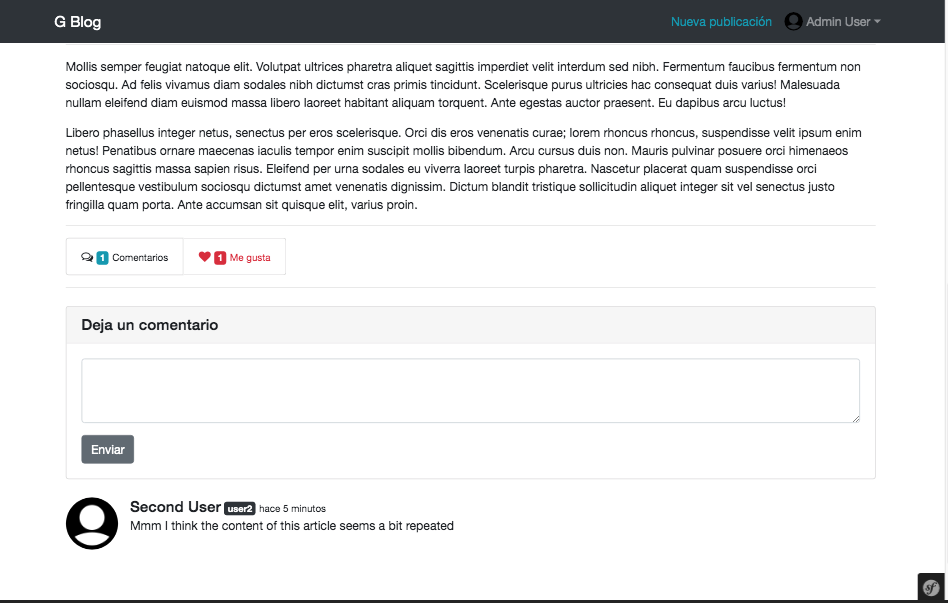 G Blog
Nueva publicación
Admin User
Mollis semper feugiat natoque elit. Volutpat ultrices pharetra aliquet sagittis imperdiet velit interdum sed nibh. Fermentum faucibus fermentum non
sociosqu. Ad felis vivamus diam sodales nibh dictumst cras primis tincidunt. Scelerisque purus ultricies hac consequat duis varius! Malesuada
nullam eleifend diam euismod massa libero laoreet habitant aliquam torquent. Ante egestas auctor praesent. Eu dapibus arcu luctus!
Libero phasellus integer netus, senectus per eros scelerisque. Orci dis eros venenatis curae; lorem rhoncus rhoncus, suspendisse velit ipsum enim
netus! Penatibus ornare maecenas iaculis tempor enim suscipit mollis bibendum. Arcu cursus duis non. Mauris pulvinar posuere orci himenaeos
rhoncus sagittis massa sapien risus. Eleifend per urna sodales eu viverra laoreet turpis pharetra. Nascetur placerat quam suspendisse orci
pellentesque vestibulum sociosqu dictumst amet venenatis dignissim. Dictum blandit tristique sollicitudin aliquet integer sit vel senectus justo
fringilla quam porta. Ante accumsan sit quisque elit, varius proin.
1 Comentarios
1 Me gusta
Deja un comentario
Enviar
Second User user2 hace 5 minutos
Mmm I think the content of this article seems a bit repeated
sf